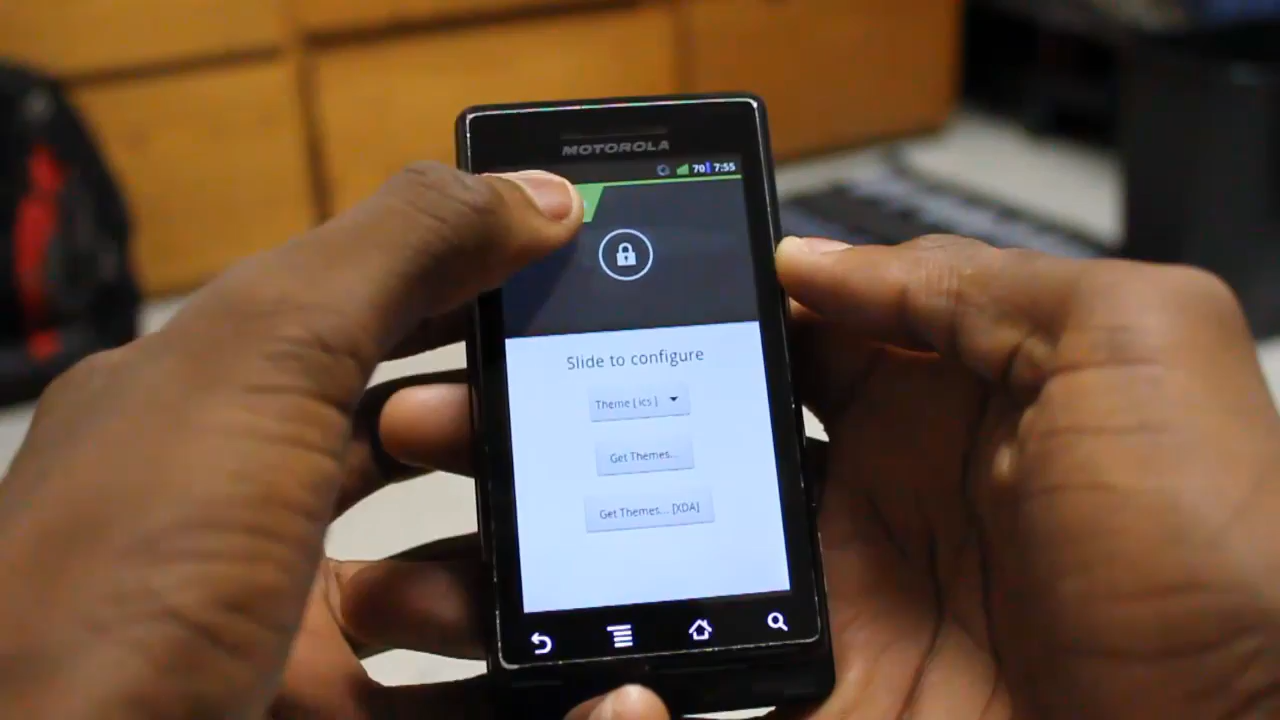 MOTOROLA
70 7:55
Slide to configure
Theme [ ics ]
Get Themes...
Get Themes... [XDA]